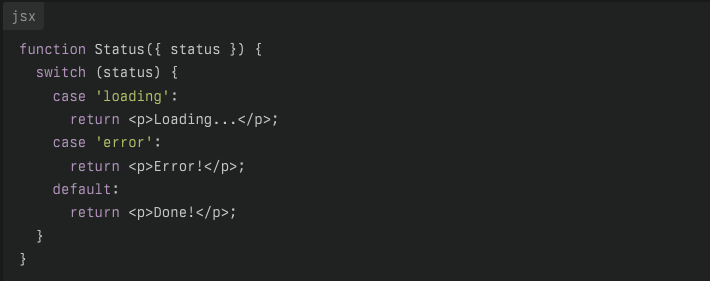 jsx
function Status({ status }) {
  switch (status) {
    case 'loading':
      return <p>Loading...</p>;
    case 'error':
      return <p>Error!</p>;
    default:
      return <p>Done!</p>;
  }
}